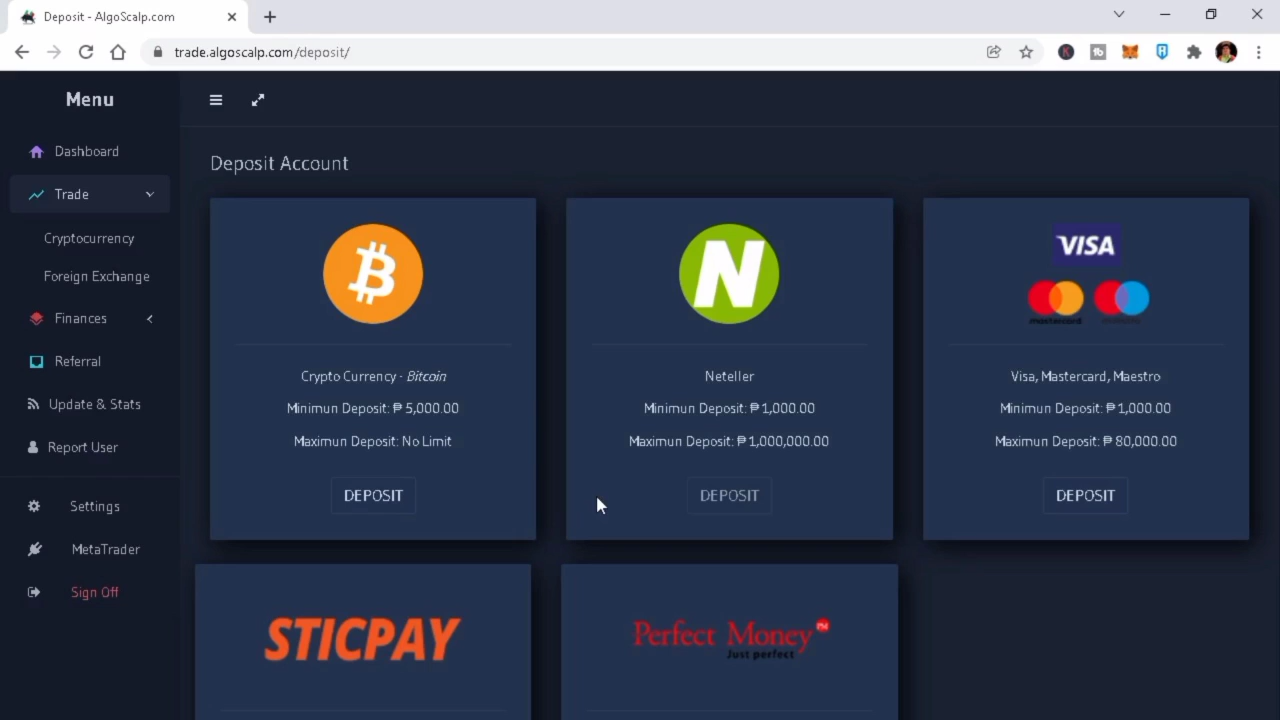 Deposit - AlgoScalp.com
trade.algoscalp.com/deposit/
Menu
Dashboard
Trade
Cryptocurrency
Foreign Exchange
Finances
Referral
Update & Stats
Report User
Settings
MetaTrader
Sign Off
Deposit Account
Crypto Currency - Bitcoin
Minimun Deposit: ₱ 5,000.00
Maximun Deposit: No Limit
DEPOSIT
N
Neteller
Minimun Deposit: ₱ 1,000.00
Maximun Deposit: ₱ 1,000,000.00
DEPOSIT
VISA
mastercard
Visa, Mastercard, Maestro
Minimun Deposit: ₱ 1,000.00
Maximun Deposit: ₱ 80,000.00
DEPOSIT
STICPAY
Perfect Money PM
Just perfect